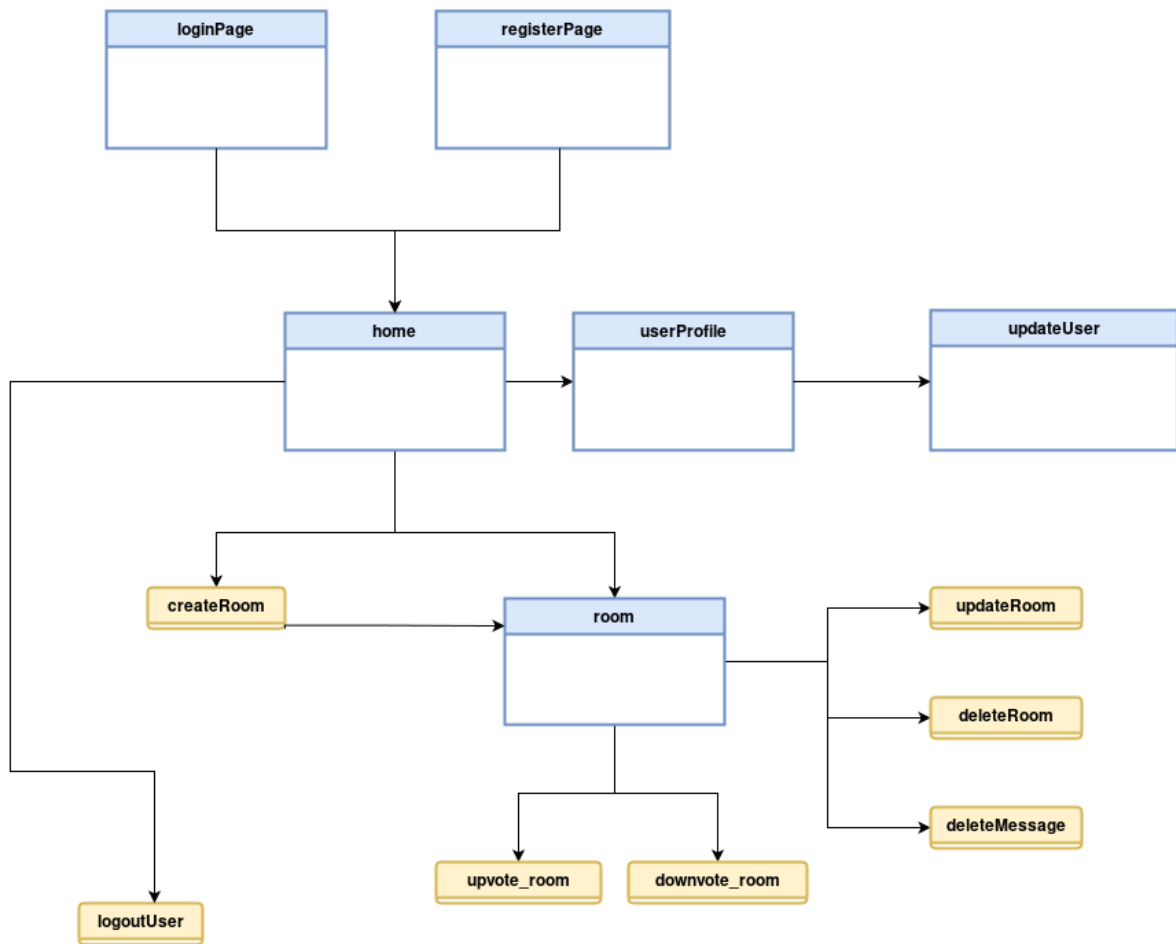 loginPage
registerPage
home
userProfile
updateUser
createRoom
room
updateRoom
deleteRoom
deleteMessage
upvote_room
downvote_room
logoutUser